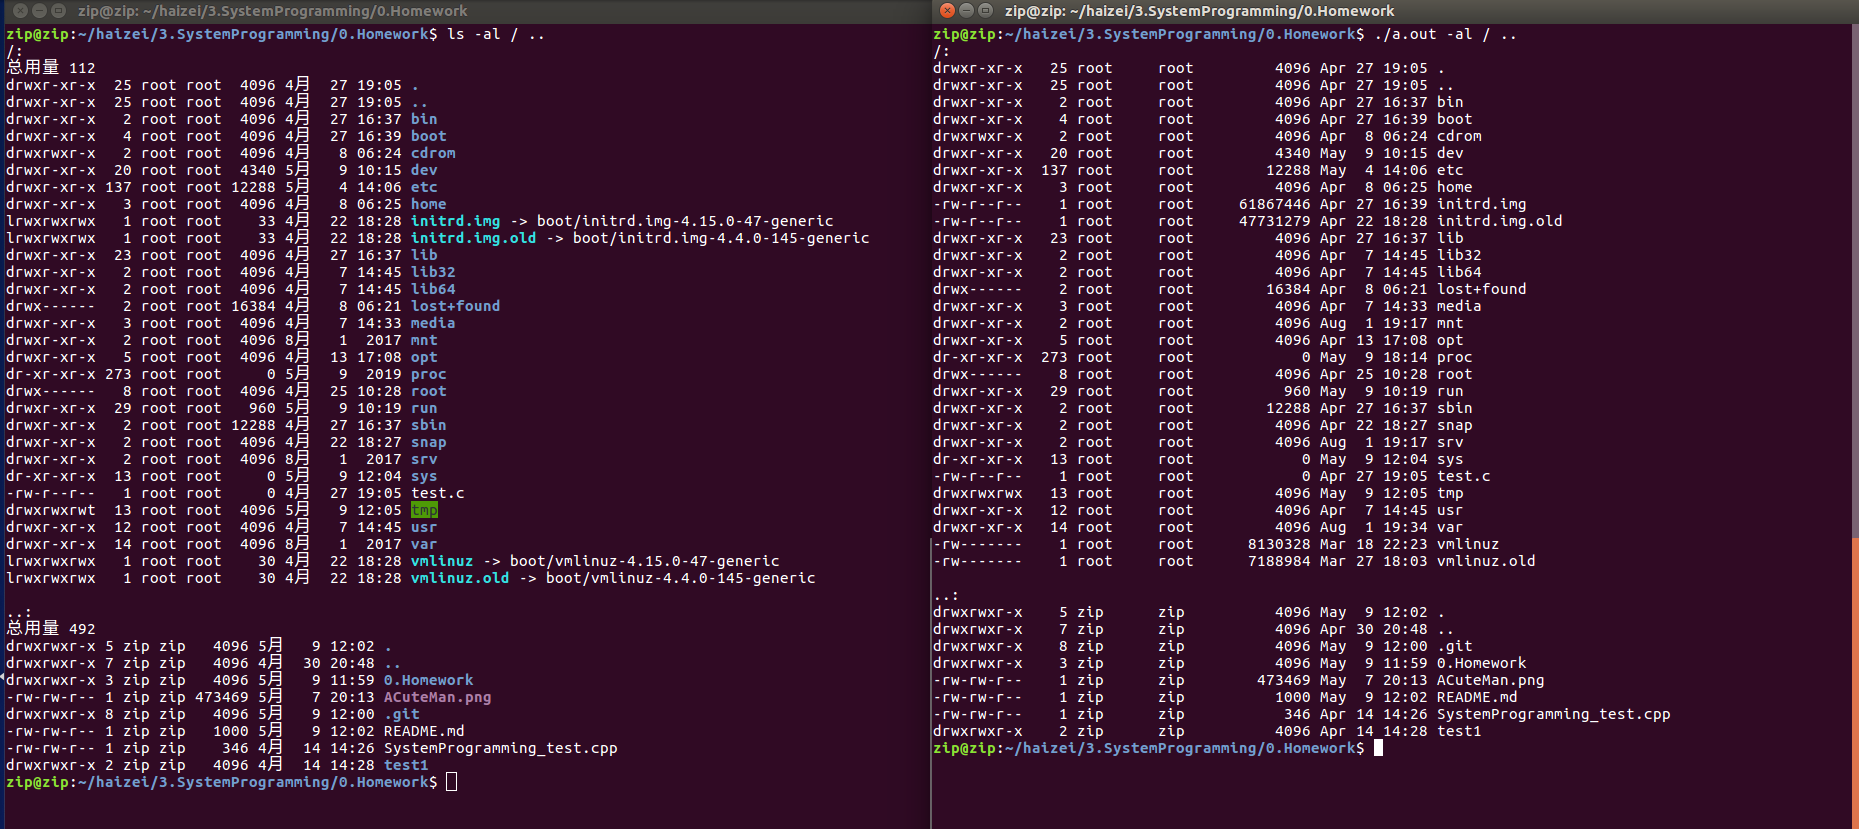 zip@zip: ~/haizei/3.SystemProgramming/0.Homework
zip@zip:~/haizei/3.SystemProgramming/0.Homework$ ls -al / ..
/:
总用量 112
drwxr-xr-x  25 root root  4096 4月  27 19:05 .
drwxr-xr-x  25 root root  4096 4月  27 19:05 ..
drwxr-xr-x   2 root root  4096 4月  27 16:37 bin
drwxr-xr-x   4 root root  4096 4月  27 16:39 boot
drwxrwxr-x   2 root root  4096 4月   8 06:24 cdrom
drwxr-xr-x  20 root root  4340 5月   9 10:15 dev
drwxr-xr-x 137 root root 12288 5月   4 14:06 etc
drwxr-xr-x   3 root root  4096 4月   8 06:25 home
lrwxrwxrwx   1 root root    33 4月  22 18:28 initrd.img -> boot/initrd.img-4.15.0-47-generic
lrwxrwxrwx   1 root root    33 4月  22 18:28 initrd.img.old -> boot/initrd.img-4.4.0-145-generic
drwxr-xr-x  23 root root  4096 4月  27 16:37 lib
drwxr-xr-x   2 root root  4096 4月   7 14:45 lib32
drwxr-xr-x   2 root root  4096 4月   7 14:45 lib64
drwx------   2 root root 16384 4月   8 06:21 lost+found
drwxr-xr-x   3 root root  4096 4月   7 14:33 media
drwxr-xr-x   2 root root  4096 8月   1  2017 mnt
drwxr-xr-x   5 root root  4096 4月  13 17:08 opt
dr-xr-xr-x 273 root root     0 5月   9  2019 proc
drwx------   8 root root  4096 4月  25 10:28 root
drwxr-xr-x  29 root root   960 5月   9 10:19 run
drwxr-xr-x   2 root root 12288 4月  27 16:37 sbin
drwxr-xr-x   2 root root  4096 4月  22 18:27 snap
drwxr-xr-x   2 root root  4096 8月   1  2017 srv
dr-xr-xr-x  13 root root     0 5月   9 12:04 sys
-rw-r--r--   1 root root     0 4月  27 19:05 test.c
drwxrwxrwt  13 root root  4096 5月   9 12:05 tmp
drwxr-xr-x  12 root root  4096 4月   7 14:45 usr
drwxr-xr-x  14 root root  4096 8月   1  2017 var
lrwxrwxrwx   1 root root    30 4月  22 18:28 vmlinuz -> boot/vmlinuz-4.15.0-47-generic
lrwxrwxrwx   1 root root    30 4月  22 18:28 vmlinuz.old -> boot/vmlinuz-4.4.0-145-generic
..:
总用量 492
drwxrwxr-x 5 zip zip   4096 5月   9 12:02 .
drwxrwxr-x 7 zip zip   4096 4月  30 20:48 ..
drwxrwxr-x 3 zip zip   4096 5月   9 11:59 0.Homework
-rw-rw-r-- 1 zip zip 473469 5月   7 20:13 ACuteMan.png
drwxrwxr-x 8 zip zip   4096 5月   9 12:00 .git
-rw-rw-r-- 1 zip zip   1000 5月   9 12:02 README.md
-rw-rw-r-- 1 zip zip    346 4月  14 14:26 SystemProgramming_test.cpp
drwxrwxr-x 2 zip zip   4096 4月  14 14:28 test1
zip@zip:~/haizei/3.SystemProgramming/0.Homework$
zip@zip: ~/haizei/3.SystemProgramming/0.Homework
zip@zip:~/haizei/3.SystemProgramming/0.Homework$ ./a.out -al / ..
/:
drwxr-xr-x   25 root     root         4096 Apr 27 19:05 .
drwxr-xr-x   25 root     root         4096 Apr 27 19:05 ..
drwxr-xr-x    2 root     root         4096 Apr 27 16:37 bin
drwxr-xr-x    4 root     root         4096 Apr 27 16:39 boot
drwxrwxr-x    2 root     root         4096 Apr  8 06:24 cdrom
drwxr-xr-x   20 root     root         4340 May  9 10:15 dev
drwxr-xr-x  137 root     root        12288 May  4 14:06 etc
drwxr-xr-x    3 root     root         4096 Apr  8 06:25 home
-rw-r--r--    1 root     root     61867446 Apr 27 16:39 initrd.img
-rw-r--r--    1 root     root     47731279 Apr 22 18:28 initrd.img.old
drwxr-xr-x   23 root     root         4096 Apr 27 16:37 lib
drwxr-xr-x    2 root     root         4096 Apr  7 14:45 lib32
drwxr-xr-x    2 root     root         4096 Apr  7 14:45 lib64
drwx------    2 root     root        16384 Apr  8 06:21 lost+found
drwxr-xr-x    3 root     root         4096 Apr  7 14:33 media
drwxr-xr-x    2 root     root         4096 Aug  1 19:17 mnt
drwxr-xr-x    5 root     root         4096 Apr 13 17:08 opt
dr-xr-xr-x  273 root     root            0 May  9 18:14 proc
drwx------    8 root     root         4096 Apr 25 10:28 root
drwxr-xr-x   29 root     root          960 May  9 10:19 run
drwxr-xr-x    2 root     root        12288 Apr 27 16:37 sbin
drwxr-xr-x    2 root     root         4096 Apr 22 18:27 snap
drwxr-xr-x    2 root     root         4096 Aug  1 19:17 srv
dr-xr-xr-x   13 root     root            0 May  9 12:04 sys
-rw-r--r--    1 root     root            0 Apr 27 19:05 test.c
drwxrwxrwx   13 root     root         4096 May  9 12:05 tmp
drwxr-xr-x   12 root     root         4096 Apr  7 14:45 usr
drwxr-xr-x   14 root     root         4096 Aug  1 19:34 var
-rw-------    1 root     root      8130328 Mar 18 22:23 vmlinuz
-rw-------    1 root     root      7188984 Mar 27 18:03 vmlinuz.old
..:
drwxrwxr-x    5 zip      zip          4096 May  9 12:02 .
drwxrwxr-x    7 zip      zip          4096 Apr 30 20:48 ..
drwxrwxr-x    8 zip      zip          4096 May  9 12:00 .git
drwxrwxr-x    3 zip      zip          4096 May  9 11:59 0.Homework
-rw-rw-r--    1 zip      zip        473469 May  7 20:13 ACuteMan.png
-rw-rw-r--    1 zip      zip          1000 May  9 12:02 README.md
-rw-rw-r--    1 zip      zip           346 Apr 14 14:26 SystemProgramming_test.cpp
drwxrwxr-x    2 zip      zip          4096 Apr 14 14:28 test1
zip@zip:~/haizei/3.SystemProgramming/0.Homework$